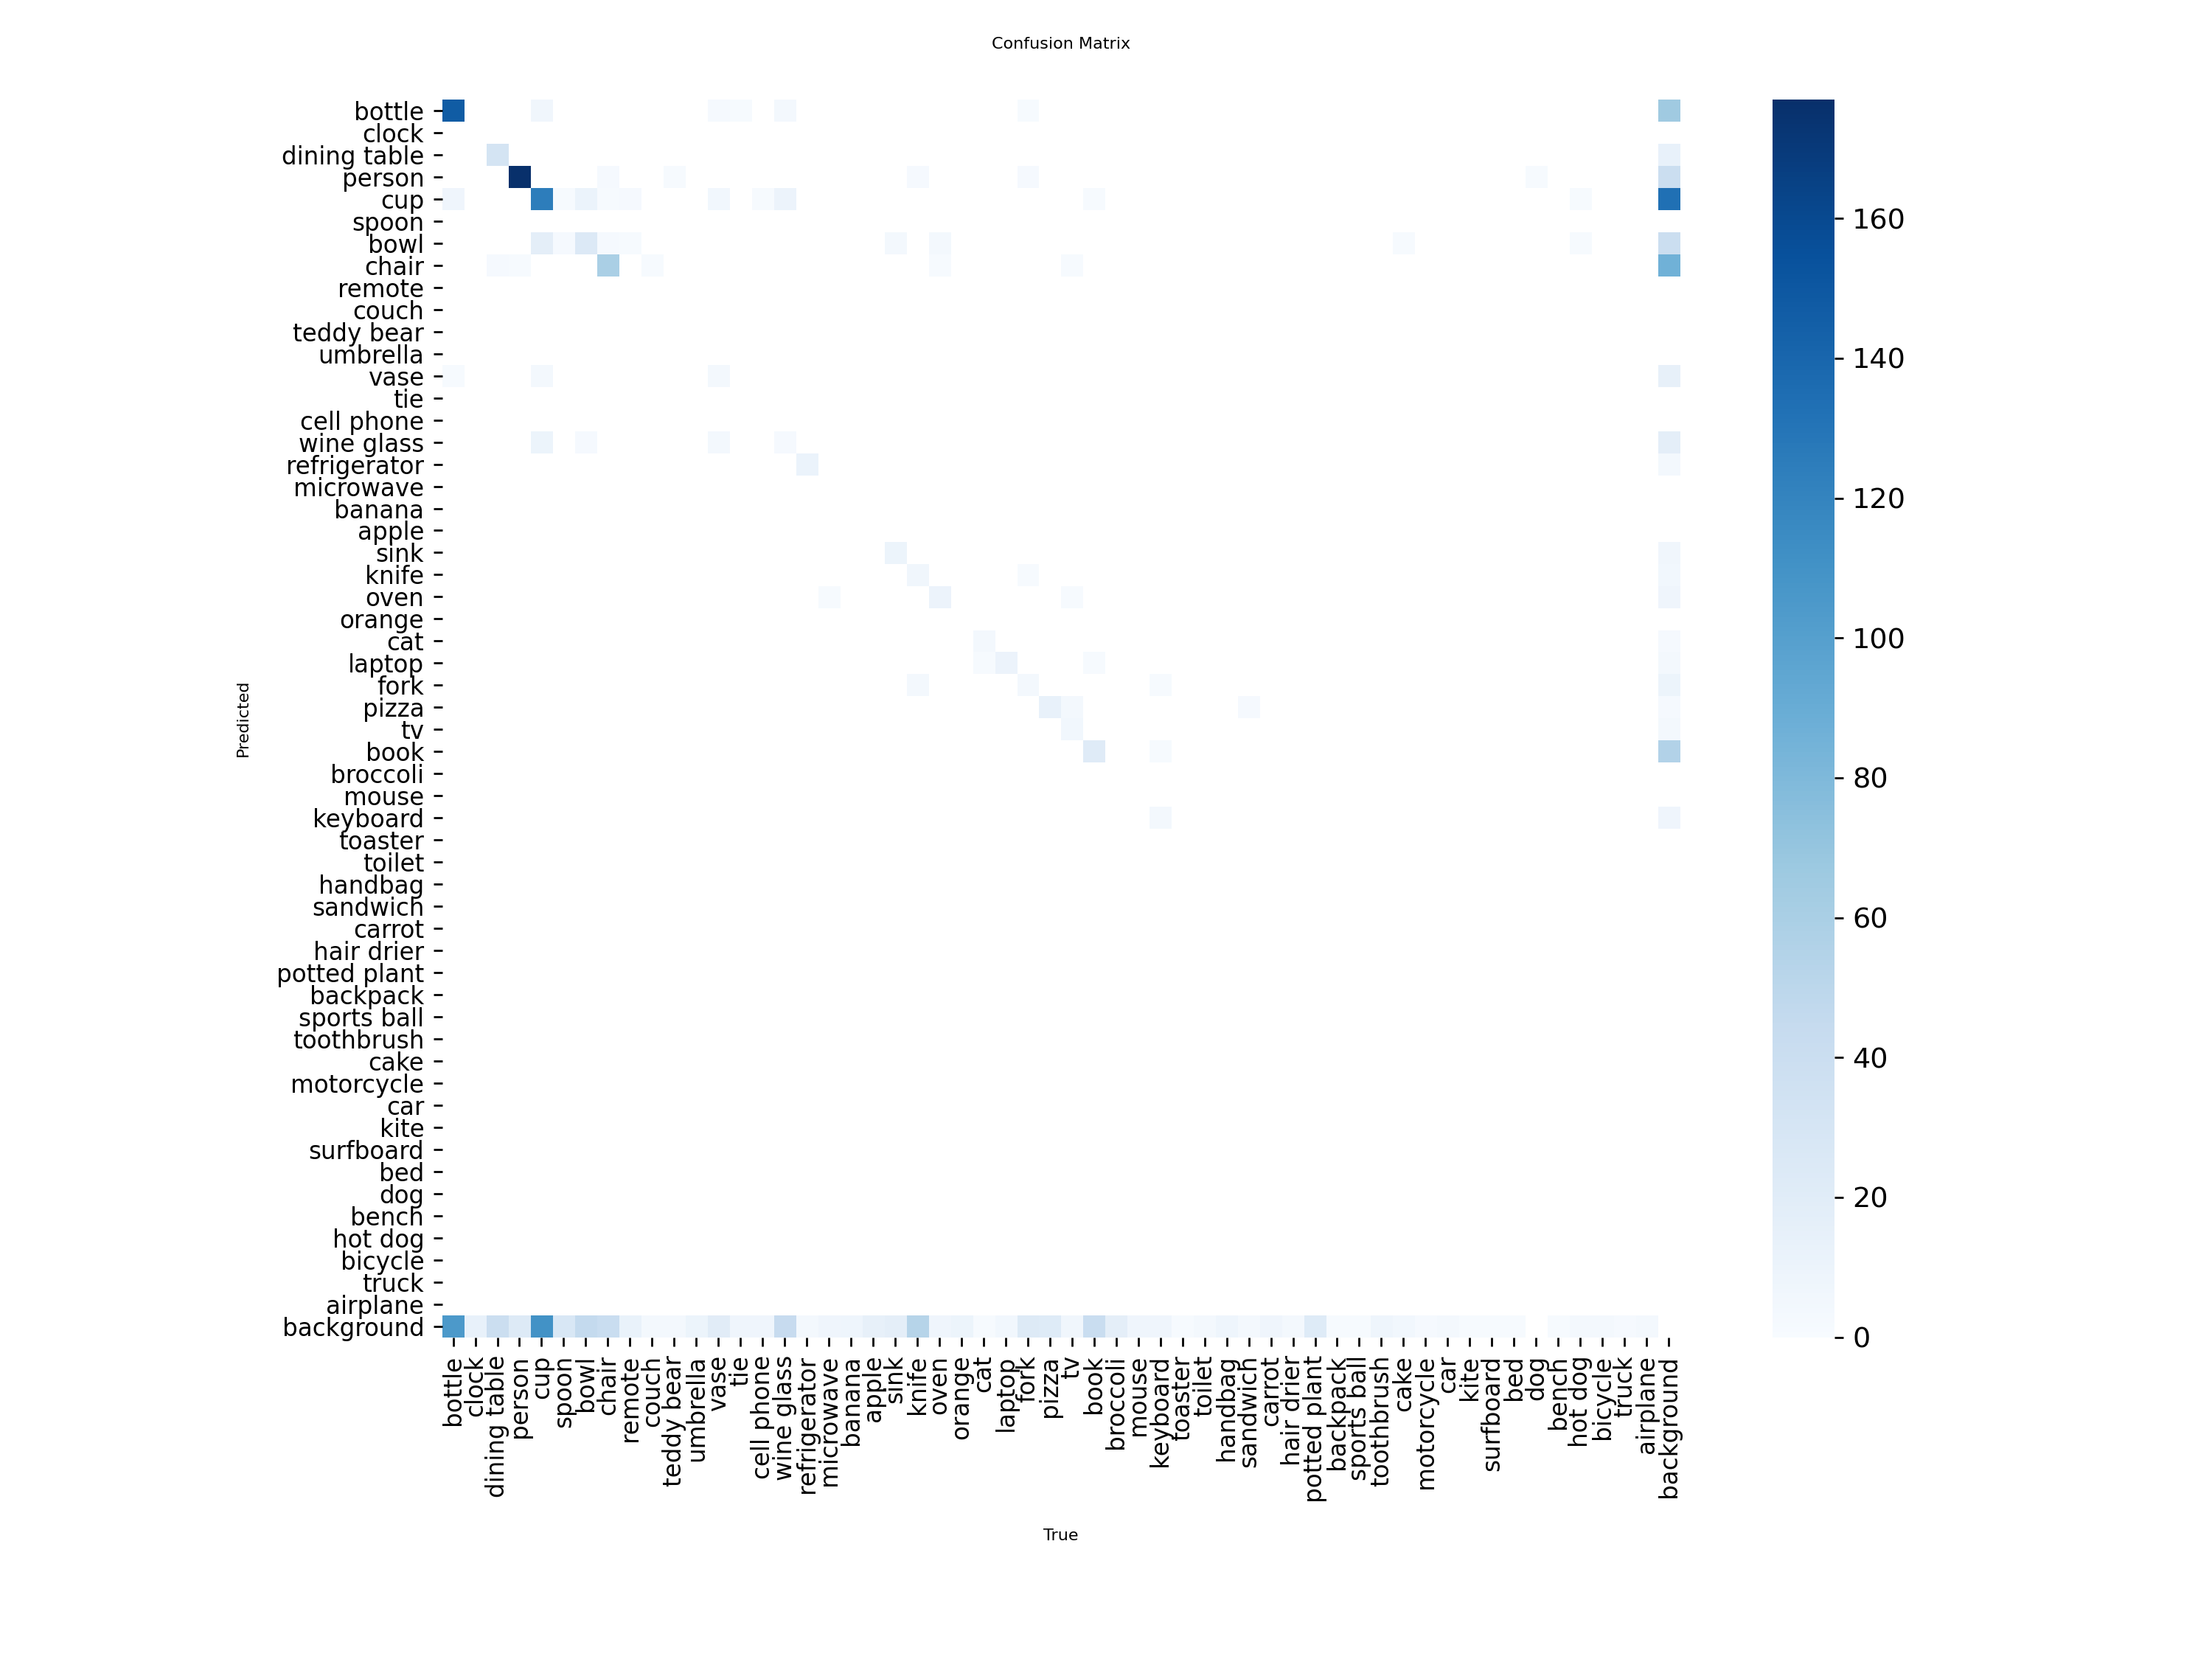 Confusion Matrix
bottle
clock
dining table
person
cup
spoon
bowl
chair
remote
couch
teddy bear
umbrella
vase
tie
cell phone
wine glass
refrigerator
microwave
banana
apple
sink
knife
oven
orange
cat
laptop
fork
pizza
tv
book
broccoli
mouse
keyboard
toaster
toilet
handbag
sandwich
carrot
hair drier
potted plant
backpack
sports ball
toothbrush
cake
motorcycle
car
kite
surfboard
bed
dog
bench
hot dog
bicycle
truck
airplane
background
Predicted
bottle
clock
dining table
person
cup
spoon
bowl
chair
remote
couch
teddy bear
umbrella
vase
tie
cell phone
wine glass
refrigerator
microwave
banana
apple
sink
knife
oven
orange
cat
laptop
fork
pizza
tv
book
broccoli
mouse
keyboard
toaster
toilet
handbag
sandwich
carrot
hair drier
potted plant
backpack
sports ball
toothbrush
cake
motorcycle
car
kite
surfboard
bed
dog
bench
hot dog
bicycle
truck
airplane
background
True
160
140
120
100
80
60
40
20
0